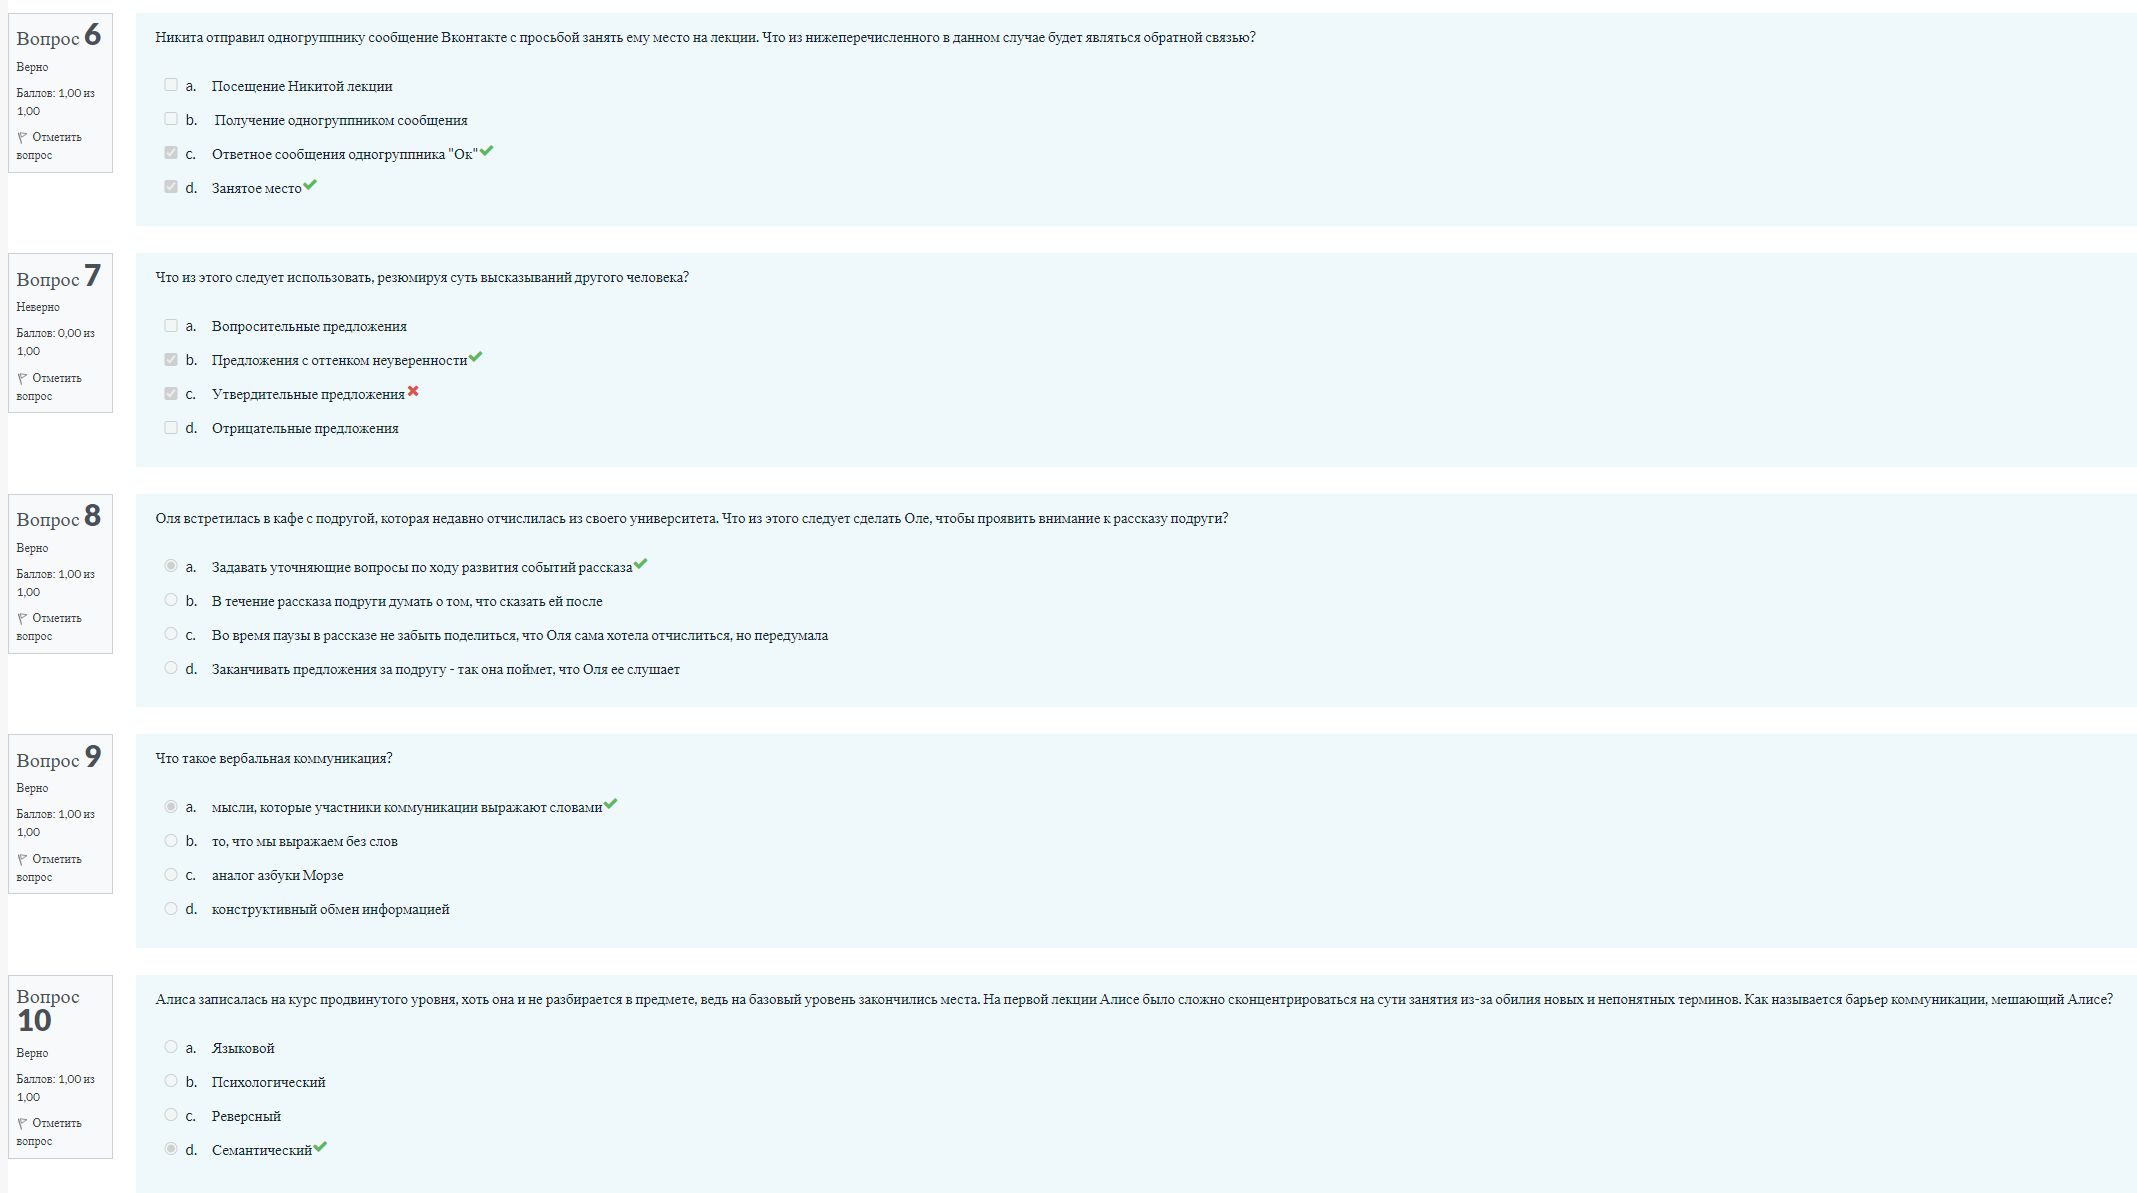 Вопрос 6
Верно
Баллов: 1,00 из
1,00
Отметить
вопрос
Никита отправил одногруппнику сообщение Вконтакте с просьбой занять ему место на лекции. Что из нижеперечисленного в данном случае будет являться обратной связью?
a. Посещение Никитой лекции
b. Получение одногруппником сообщения
c. Ответное сообщения одногруппника "Ок"
d. Занятое место
Вопрос 7
Неверно
Баллов: 0,00 из
1,00
Отметить
вопрос
Что из этого следует использовать, резюмируя суть высказываний другого человека?
a. Вопросительные предложения
b. Предложения с оттенком неуверенности
c. Утвердительные предложения
d. Отрицательные предложения
Вопрос 8
Верно
Баллов: 1,00 из
1,00
Отметить
вопрос
Оля встретилась в кафе с подругой, которая недавно отчислилась из своего университета. Что из этого следует сделать Оле, чтобы проявить внимание к рассказу подруги?
a. Задавать уточняющие вопросы по ходу развития событий рассказа
b. В течение рассказа подруги думать о том, что сказать ей после
c. Во время паузы в рассказе не забыть поделиться, что Оля сама хотела отчислиться, но передумала
d. Заканчивать предложения за подругу - так она поймет, что Оля ее слушает
Вопрос 9
Верно
Баллов: 1,00 из
1,00
Отметить
вопрос
Что такое вербальная коммуникация?
a. мысли, которые участники коммуникации выражают словами
b. то, что мы выражаем без слов
c. аналог азбуки Морзе
d. конструктивный обмен информацией
Вопрос
10
Верно
Баллов: 1,00 из
1,00
Отметить
вопрос
Алиса записалась на курс продвинутого уровня, хоть она и не разбирается в предмете, ведь на базовый уровень закончились места. На первой лекции Алисе было сложно сконцентрироваться на сути занятия из-за обилия новых и непонятных терминов. Как называется барьер коммуникации, мешающий Алисе?
a. Языковой
b. Психологический
c. Реверсный
d. Семантический